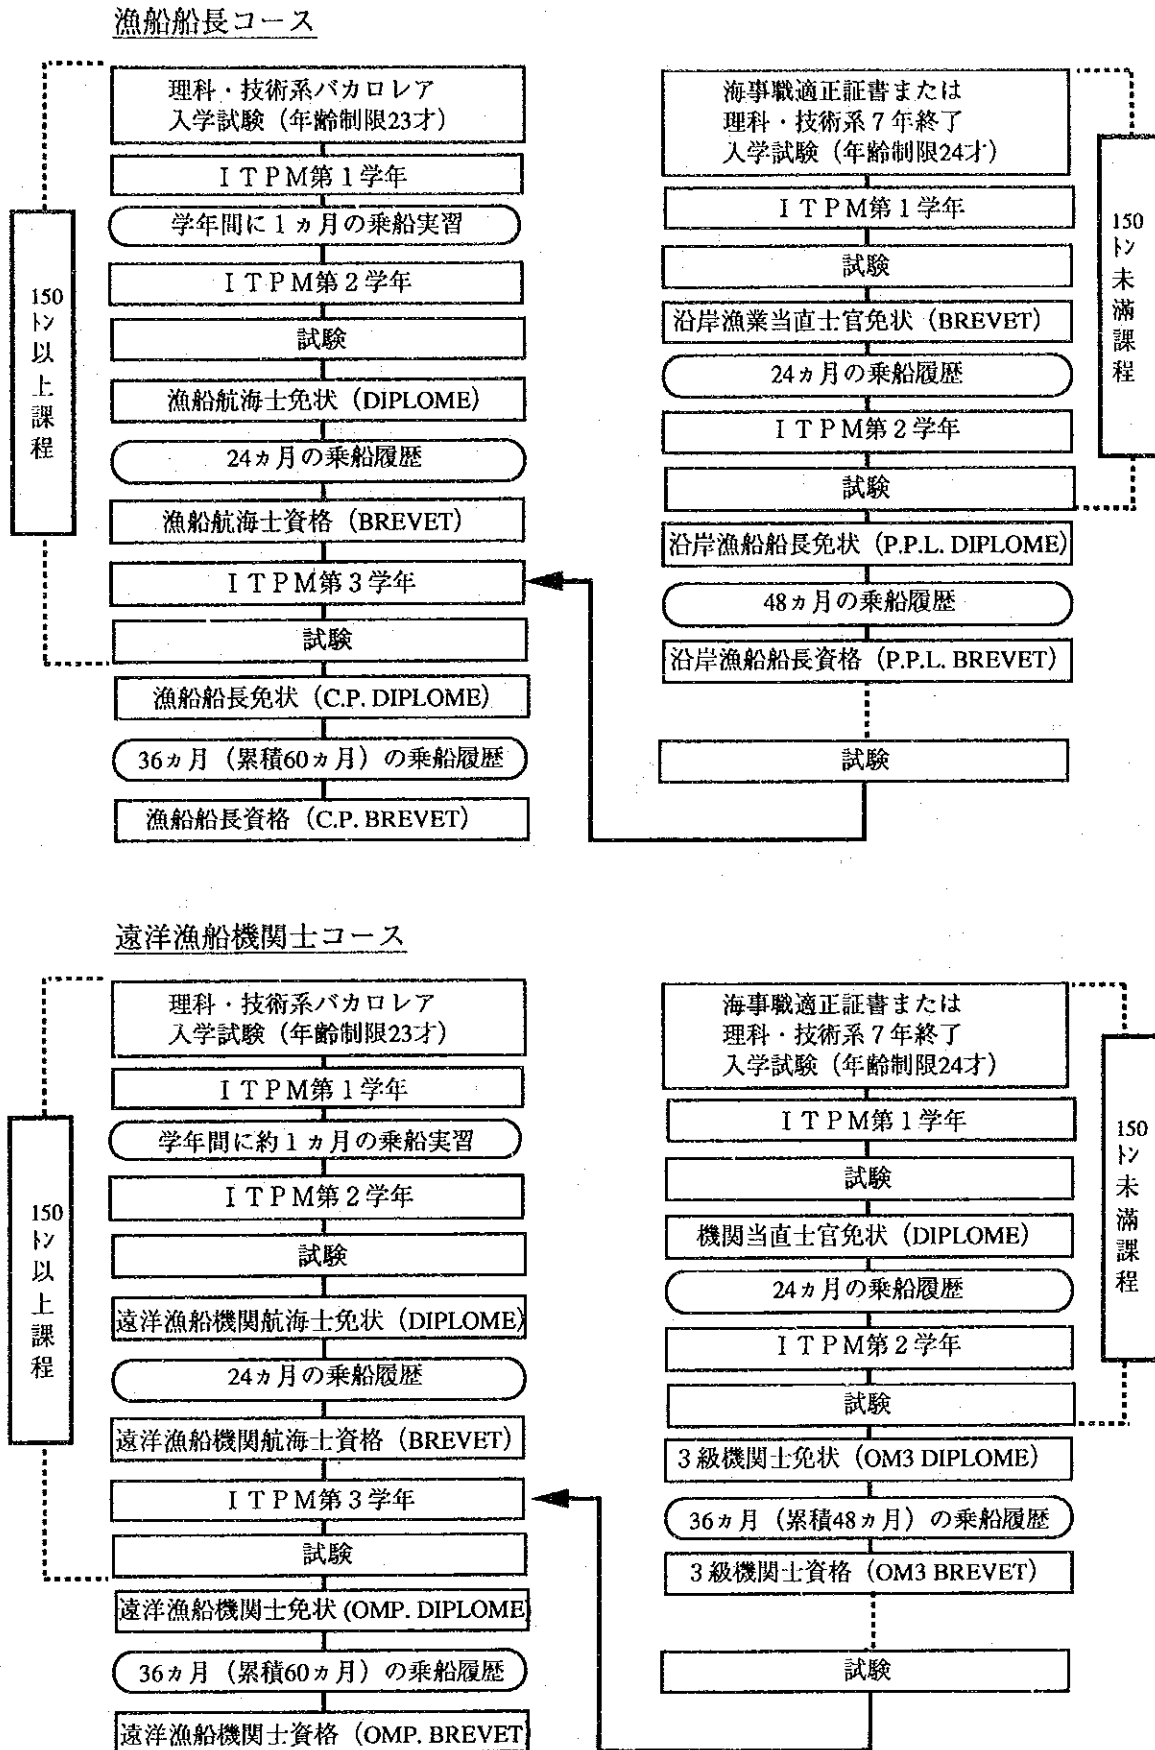 漁船船長コース
150
トン
以
上
課
程
理科・技術系バカロレア
入学試験（年齢制限23才）
ＩＴＰＭ第１学年
学年間に１ヵ月の乗船実習
ＩＴＰＭ第２学年
試験
漁船航海士免状（DIPLOME）
24ヵ月の乗船履歴
漁船航海士資格（BREVET）
ＩＴＰＭ第３学年
試験
漁船船長免状（C.P. DIPLOME）
36ヵ月（累積60ヵ月）の乗船履歴
漁船船長資格（C.P. BREVET）
海事職適正証書または
理科・技術系７年終了
入学試験（年齢制限24才）
ＩＴＰＭ第１学年
試験
沿岸漁業当直士官免状（BREVET）
24ヵ月の乗船履歴
ＩＴＰＭ第２学年
試験
沿岸漁船船長免状（P.P.L. DIPLOME）
48ヵ月の乗船履歴
沿岸漁船船長資格（P.P.L. BREVET）
試験
150
トン
未
満
課
程
遠洋漁船機関士コース
150
トン
以
上
課
程
理科・技術系バカロレア
入学試験（年齢制限23才）
ＩＴＰＭ第１学年
学年間に約１ヵ月の乗船実習
ＩＴＰＭ第２学年
試験
遠洋漁船機関航海士免状（DIPLOME）
24ヵ月の乗船履歴
遠洋漁船機関航海士資格（BREVET）
ＩＴＰＭ第３学年
試験
遠洋漁船機関士免状（OMP. DIPLOME
36ヵ月（累積60ヵ月）の乗船履歴
遠洋漁船機関士資格（OMP. BREVET
海事職適正証書または
理科・技術系７年終了
入学試験（年齢制限24才）
ＩＴＰＭ第１学年
試験
機関当直士官免状（DIPLOME）
24ヵ月の乗船履歴
ＩＴＰＭ第２学年
試験
３級機関士免状（OM3 DIPLOME）
36ヵ月（累積48ヵ月）の乗船履歴
３級機関士資格（OM3 BREVET）
試験
150
トン
未
満
課
程